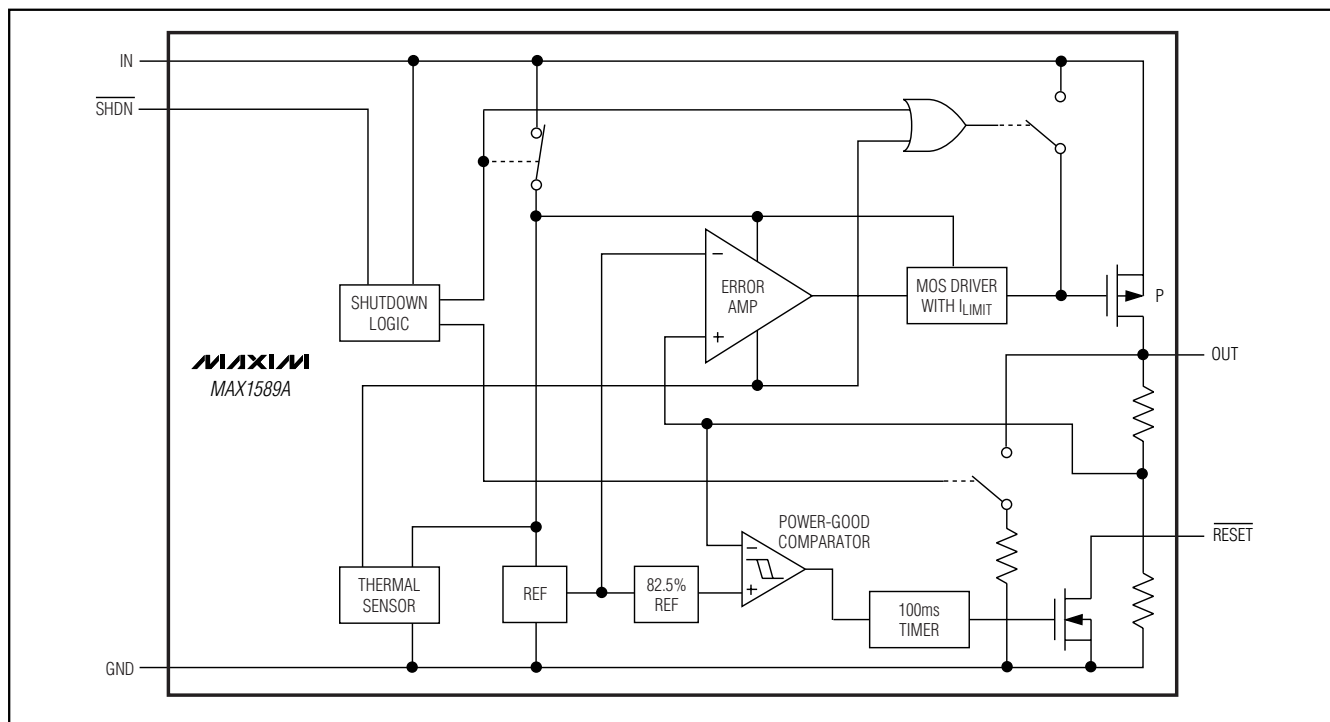 IN
SHDN
SHUTDOWN
LOGIC
ERROR
AMP
−
+
MOS DRIVER
WITH ILIMIT
P
OUT
MAXIM
MAX1589A
POWER-GOOD
COMPARATOR
−
+
RESET
THERMAL
SENSOR
REF
82.5%
REF
100ms
TIMER
GND